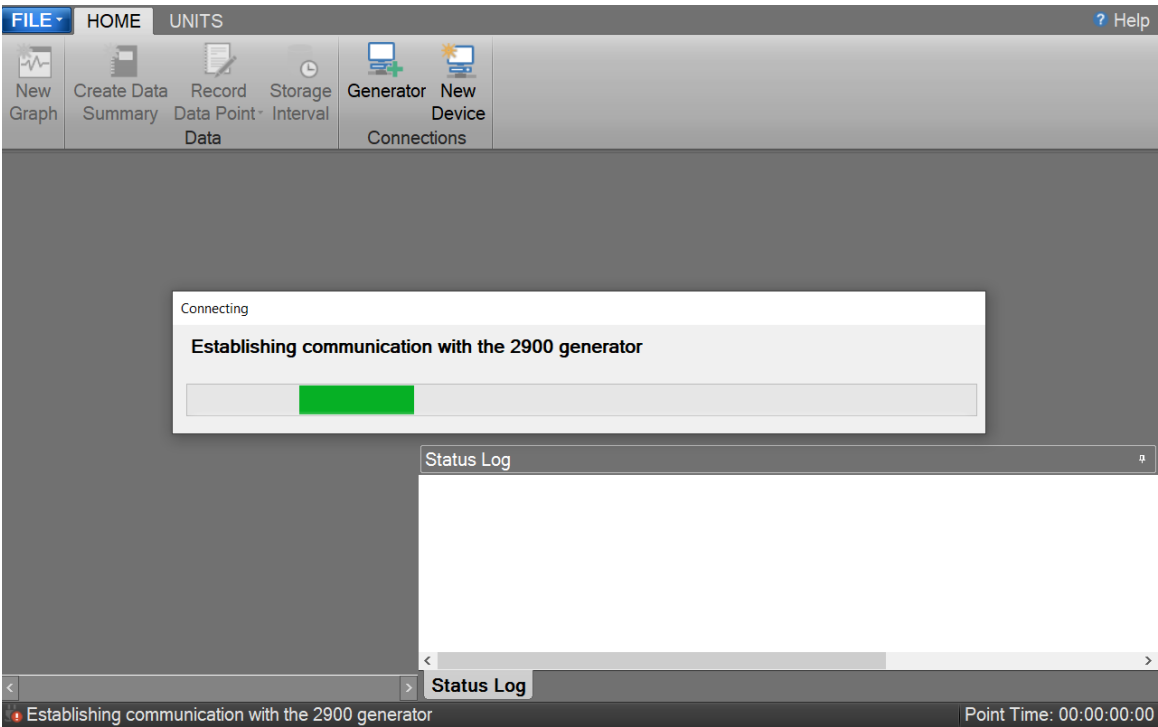 FILE HOME UNITS ? Help
New Graph
Create Data Summary
Record Data Point
Storage Interval
Data
Generator
New Device
Connections
Connecting
Establishing communication with the 2900 generator
Status Log
Status Log
Establishing communication with the 2900 generator
Point Time: 00:00:00:00